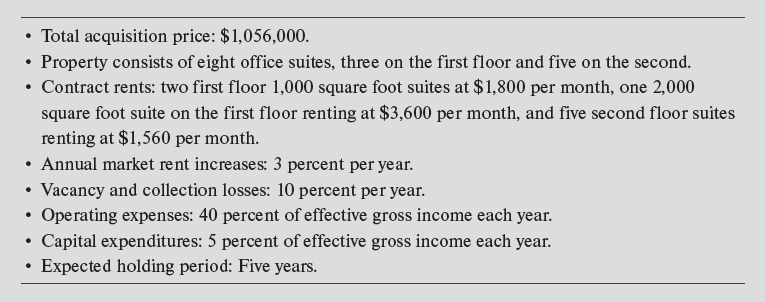 • Total acquisition price: $1,056,000.
• Property consists of eight office suites, three on the first floor and five on the second.
• Contract rents: two first floor 1,000 square foot suites at $1,800 per month, one 2,000
square foot suite on the first floor renting at $3,600 per month, and five second floor suites
renting at $1,560 per month.
• Annual market rent increases: 3 percent per year.
• Vacancy and collection losses: 10 percent per year.
• Operating expenses: 40 percent of effective gross income each year.
• Capital expenditures: 5 percent of effective gross income each year.
• Expected holding period: Five years.